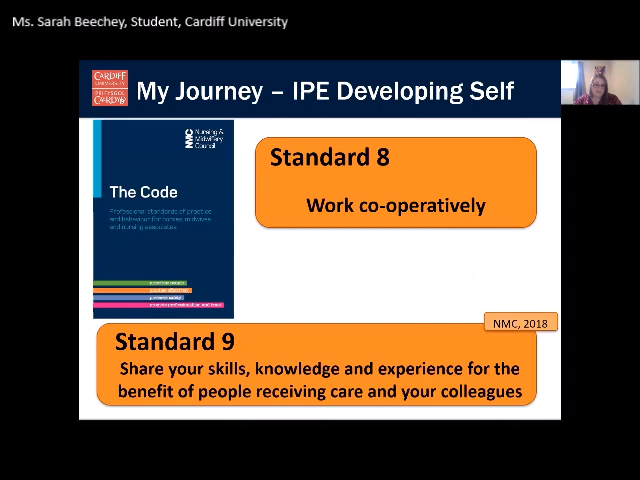 Ms. Sarah Beechey, Student, Cardiff University
CARDIFF
UNIVERSITY
PRIFYSGOL
CAERDYDD
My Journey – IPE Developing Self
NMC
Nursing &
Midwifery
Council
The Code
Professional standards of practice
and behaviour for nurses, midwives
and nursing associates
Standard 8
Work co-operatively
NMC, 2018
Standard 9
Share your skills, knowledge and experience for the
benefit of people receiving care and your colleagues